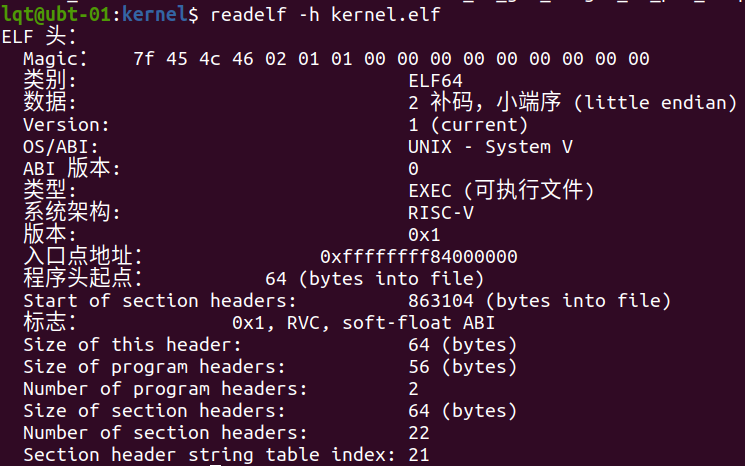 lqt@ubt-01:kernel$ readelf -h kernel.elf
ELF 头：
  Magic：   7f 45 4c 46 02 01 01 00 00 00 00 00 00 00 00 00
  类别:                              ELF64
  数据:                              2 补码，小端序 (little endian)
  Version:                           1 (current)
  OS/ABI:                            UNIX - System V
  ABI 版本:                          0
  类型:                              EXEC (可执行文件)
  系统架构:                          RISC-V
  版本:                              0x1
  入口点地址：               0xffffffff84000000
  程序头起点：          64 (bytes into file)
  Start of section headers:          863104 (bytes into file)
  标志：             0x1, RVC, soft-float ABI
  Size of this header:               64 (bytes)
  Size of program headers:           56 (bytes)
  Number of program headers:         2
  Size of section headers:           64 (bytes)
  Number of section headers:         22
  Section header string table index: 21